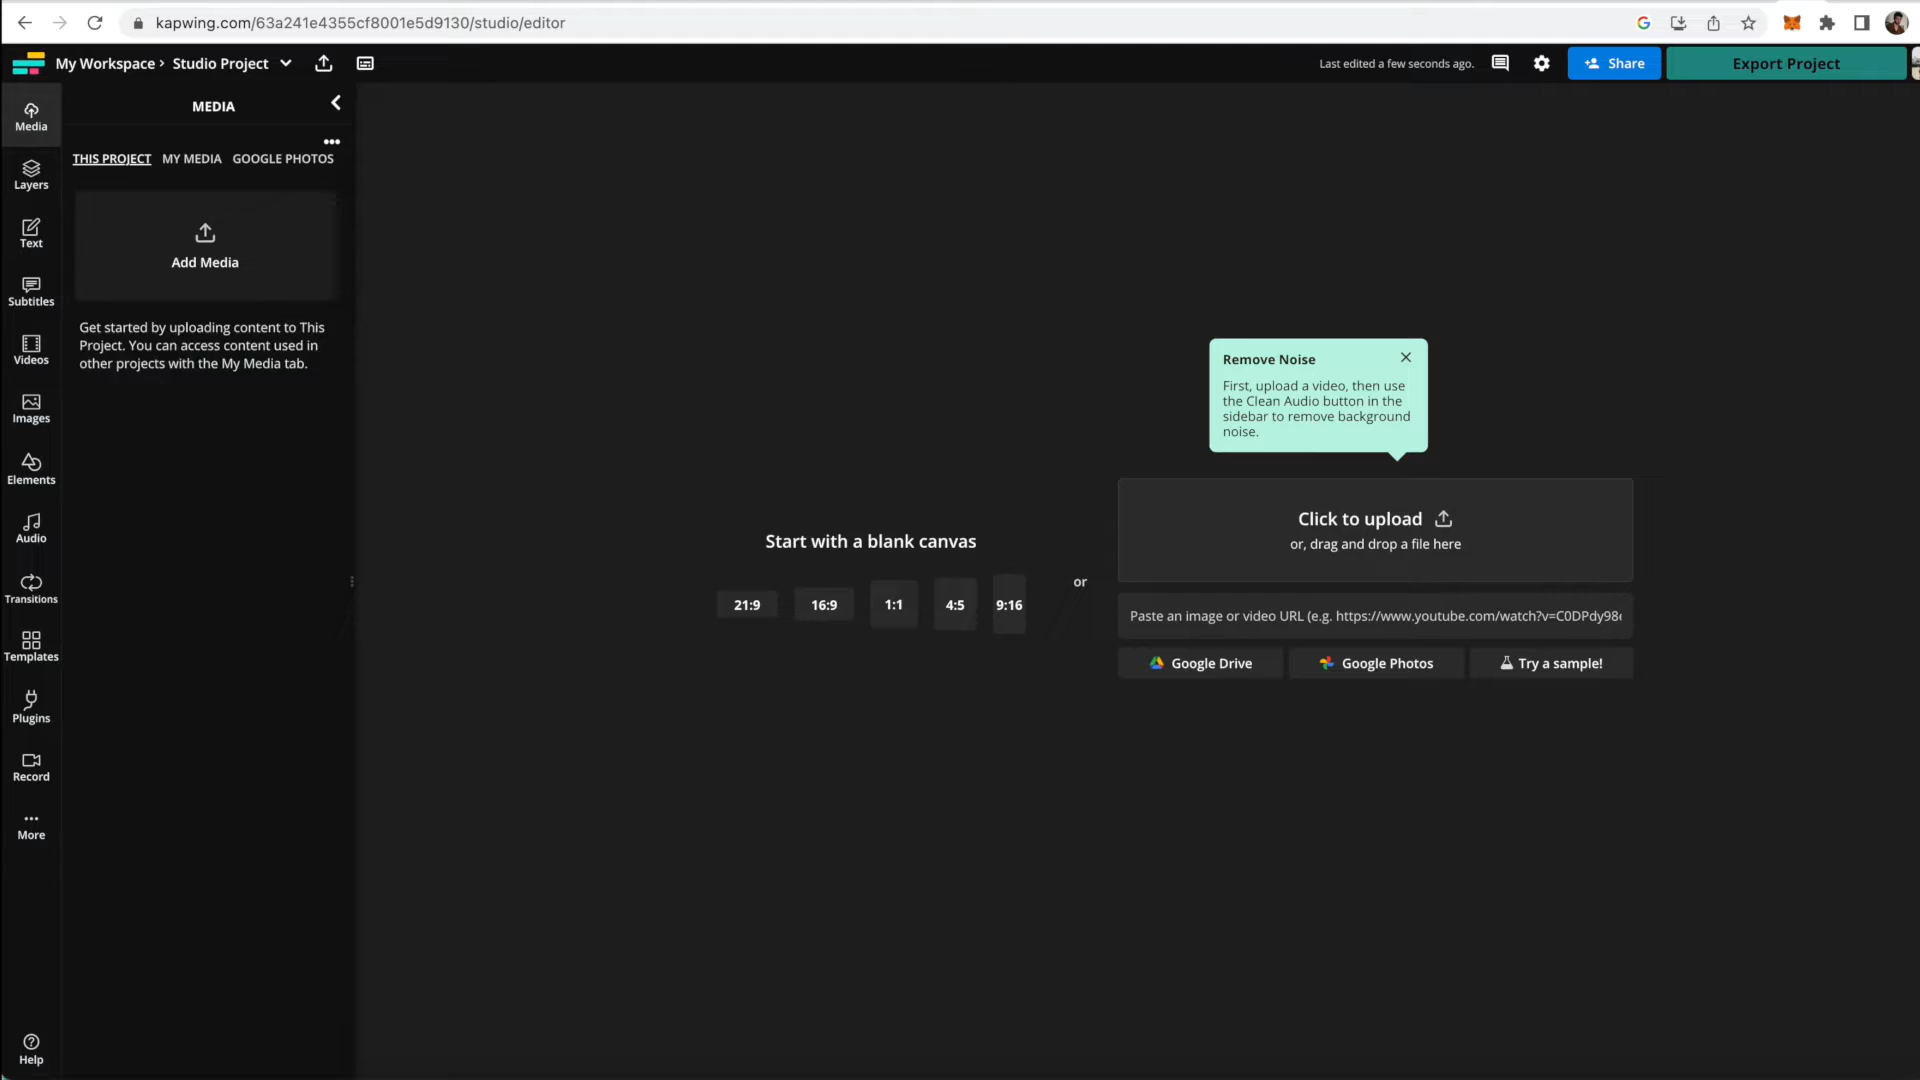 kapwing.com/63a241e4355cf8001e5d9130/studio/editor
My Workspace › Studio Project
Last edited a few seconds ago.
Share
Export Project
Media
Layers
Text
Subtitles
Videos
Images
Elements
Audio
Transitions
Templates
Plugins
Record
More
Help
MEDIA
THIS PROJECT MY MEDIA GOOGLE PHOTOS
Add Media
Get started by uploading content to This
Project. You can access content used in
other projects with the My Media tab.
Start with a blank canvas
21:9 16:9 1:1 4:5 9:16
or
Remove Noise
First, upload a video, then use
the Clean Audio button in the
sidebar to remove background
noise.
Click to upload
or, drag and drop a file here
Paste an image or video URL (e.g. https://www.youtube.com/watch?v=C0DPdy98
Google Drive Google Photos Try a sample!